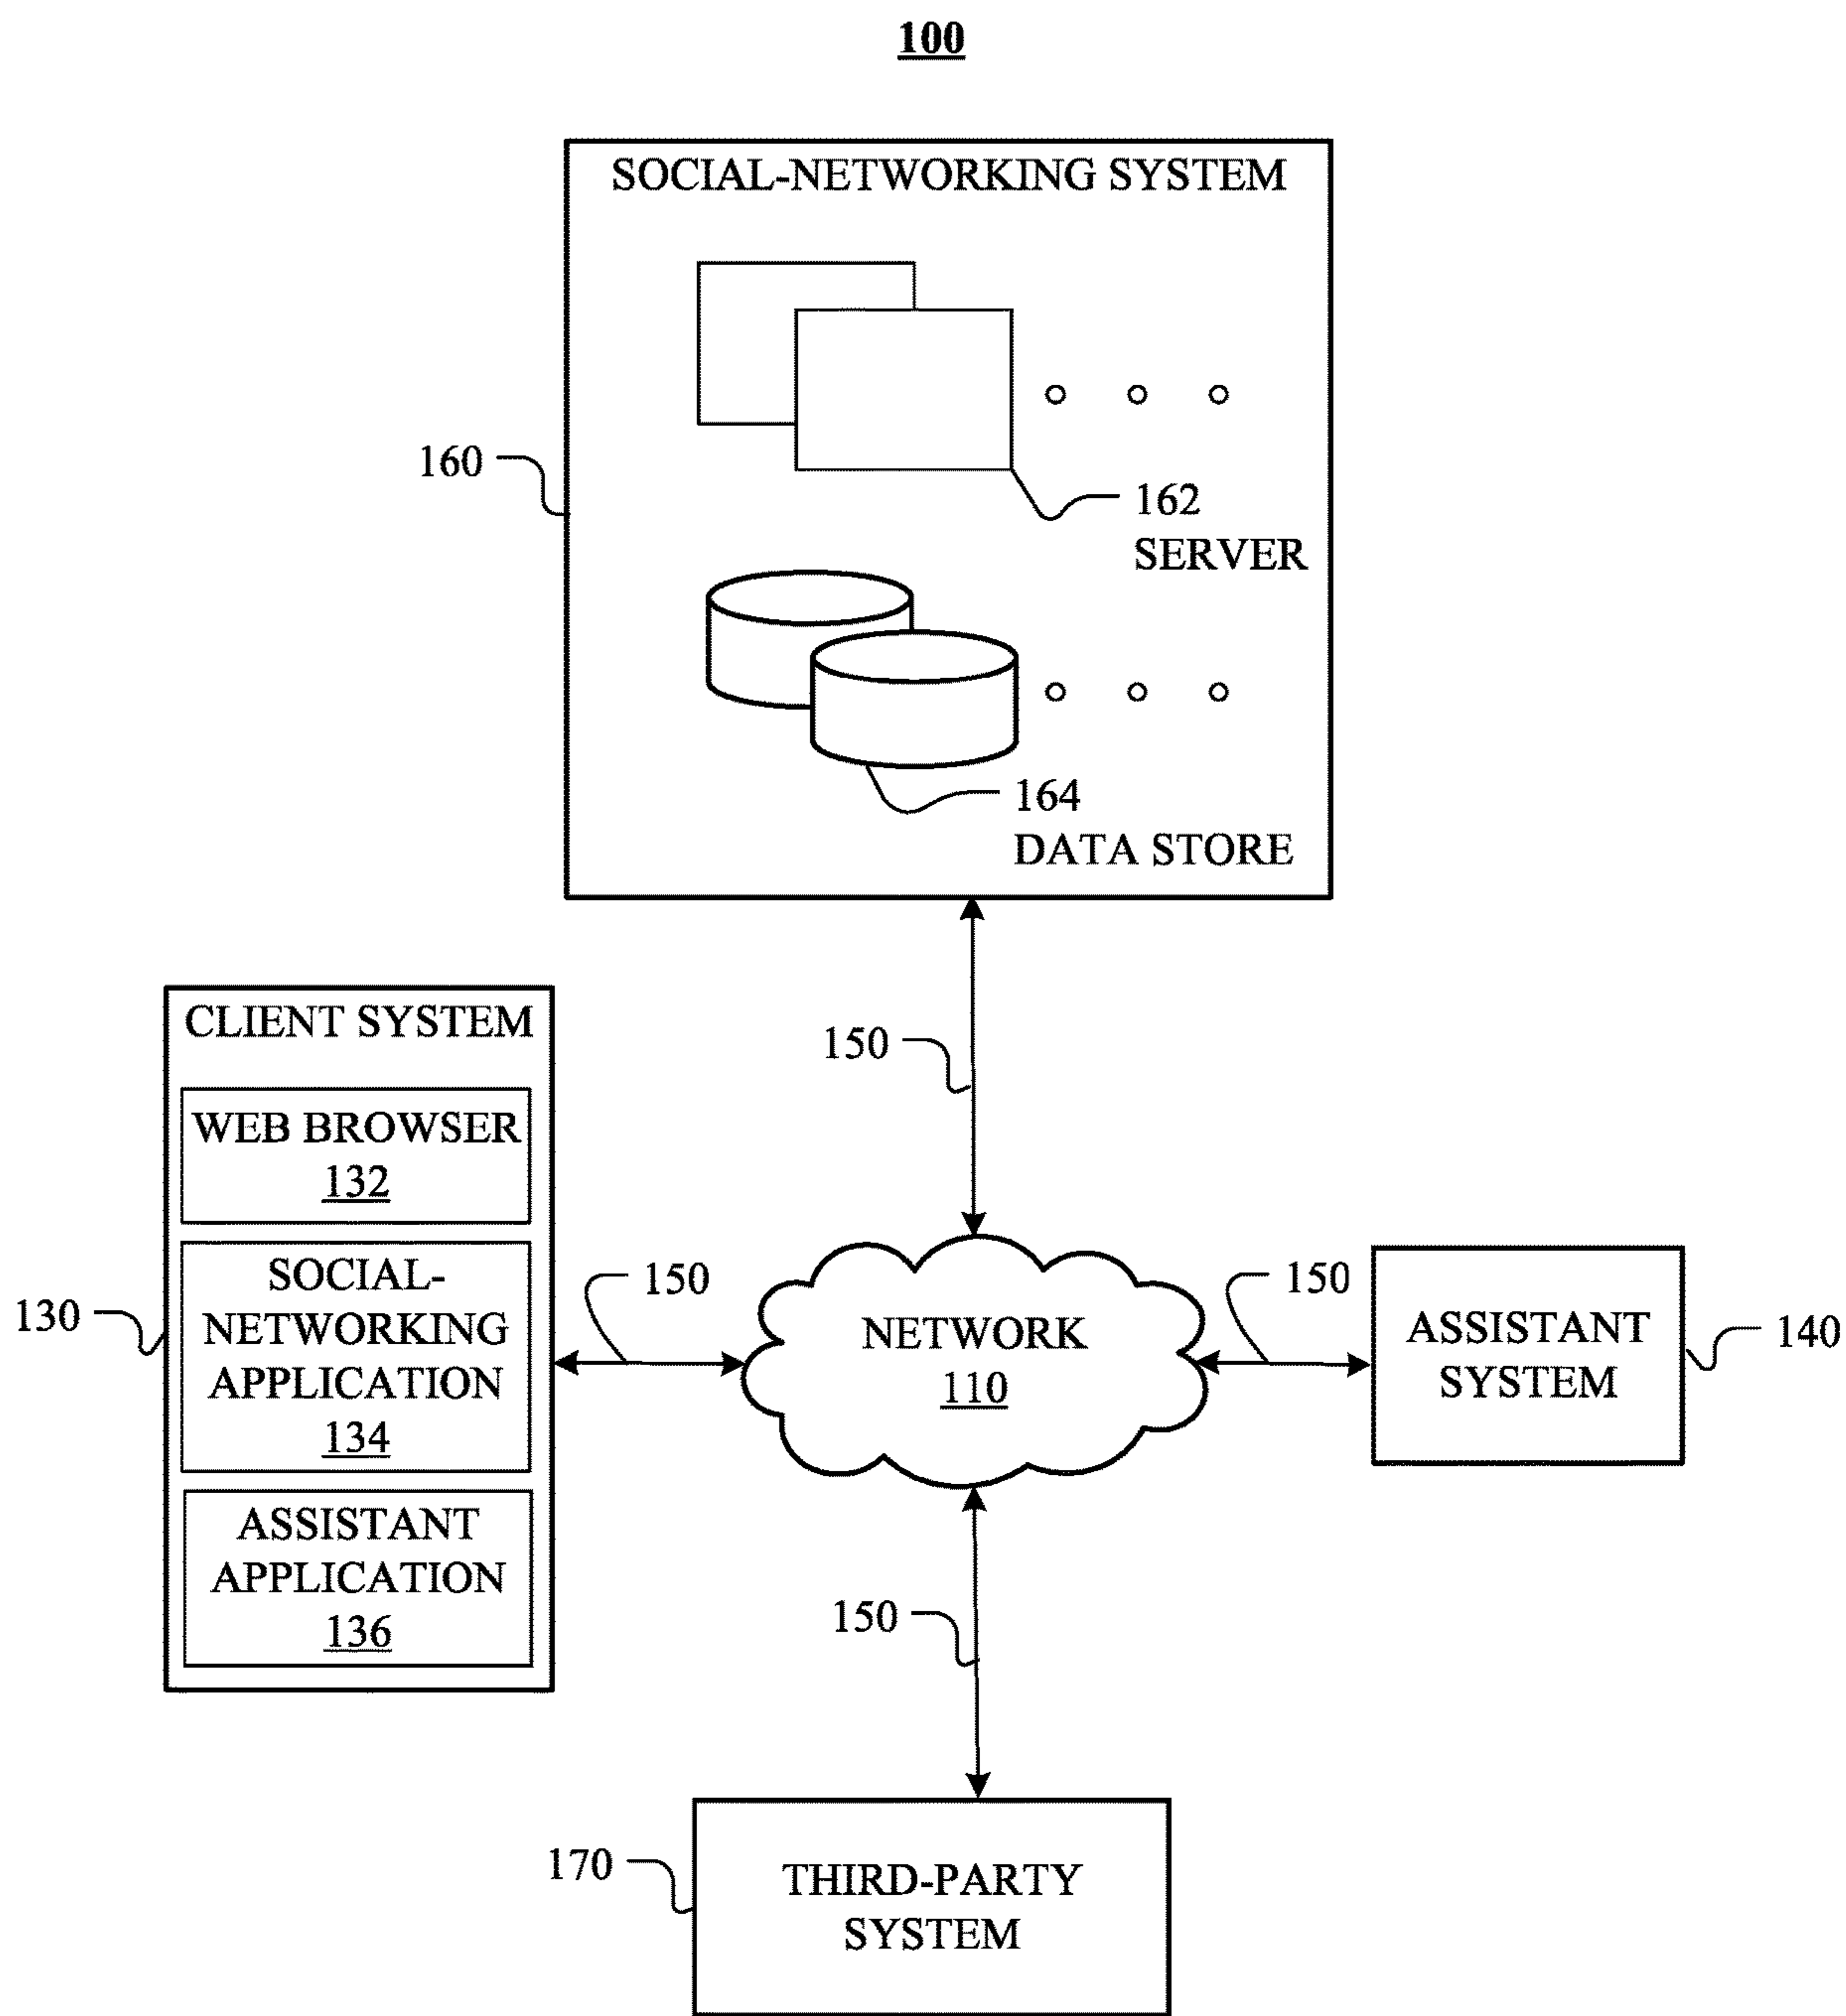 100
SOCIAL-NETWORKING SYSTEM
160
162
SERVER
164
DATA STORE
CLIENT SYSTEM
WEB BROWSER
132
SOCIAL-
NETWORKING
APPLICATION
134
ASSISTANT
APPLICATION
136
130
150
150
NETWORK
110
150
ASSISTANT
SYSTEM
140
150
170
THIRD-PARTY
SYSTEM